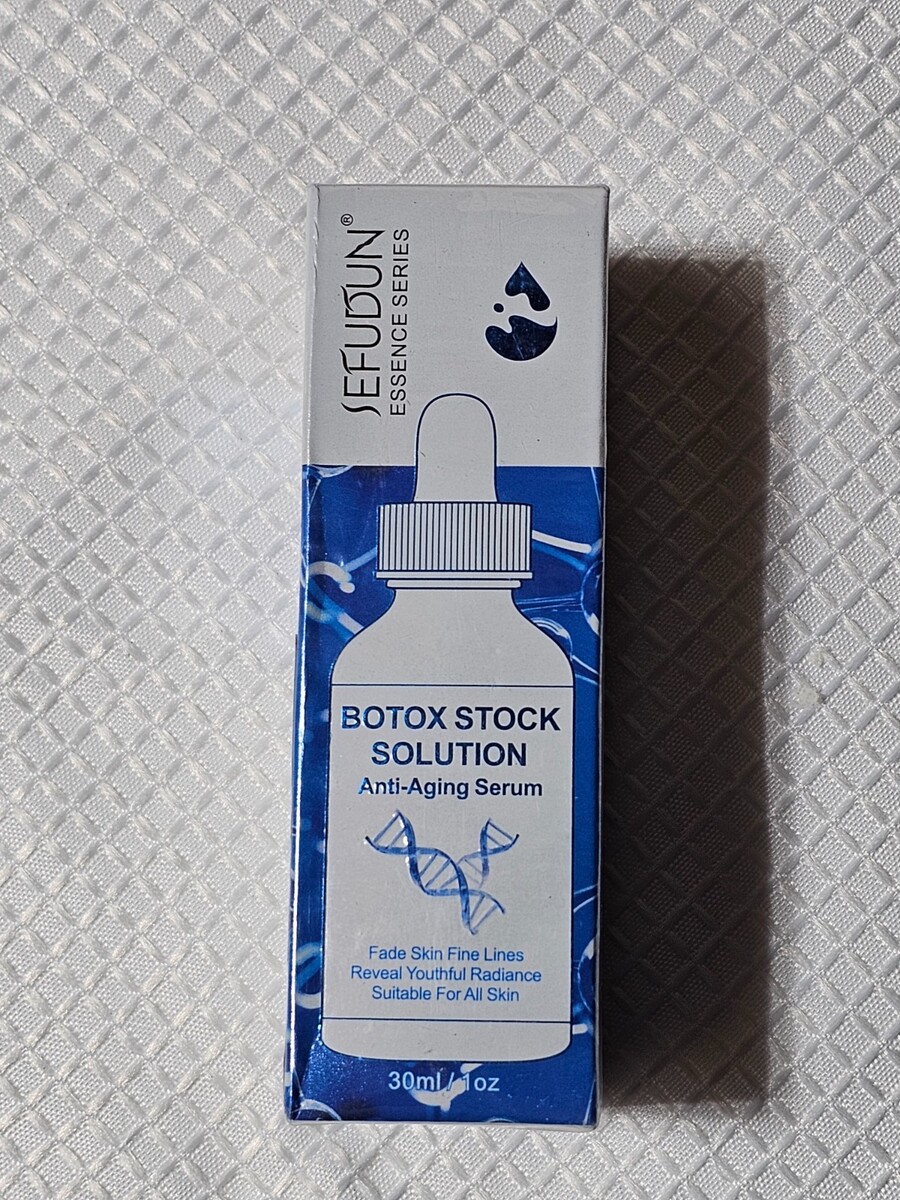 SEFUDUN®
ESSENCE SERIES
BOTOX STOCK
SOLUTION
Anti-Aging Serum
Fade Skin Fine Lines
Reveal Youthful Radiance
Suitable For All Skin
30ml / 1oz